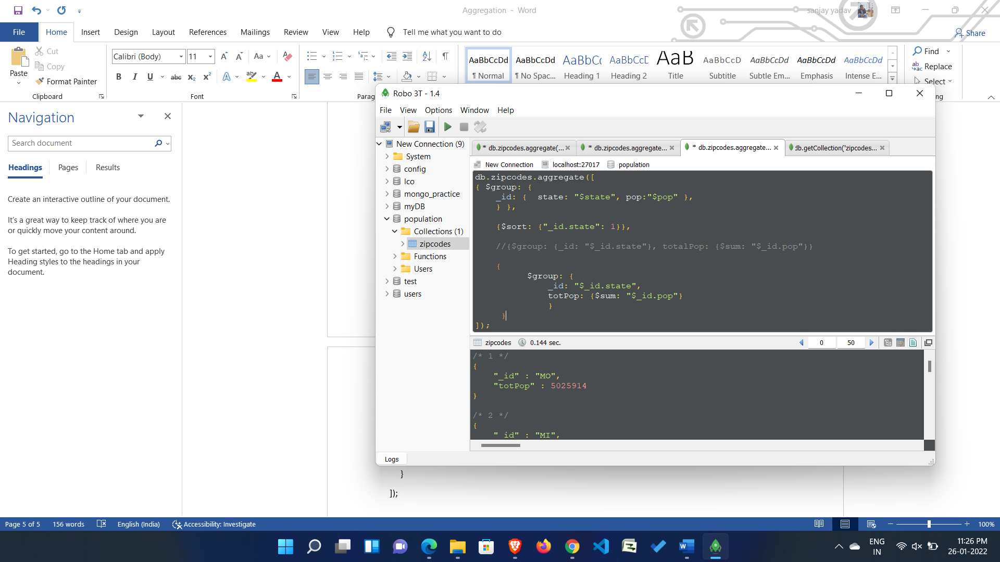 Aggregation - Word
sanjay yadav
File Home Insert Design Layout References Mailings Review View Help Tell me what you want to do
Share
Paste
Cut
Copy
Format Painter
Clipboard
Calibri (Body) 11
Font
Parag
AaBbCcDd AaBbCcDd AaBbCc AaBbCcD AaB AaBbCcD AaBbCcDd AaBbCcDd AaBbCcDd
¶ Normal ¶ No Spac... Heading 1 Heading 2 Title Subtitle Subtle Em... Emphasis Intense E...
Find
Replace
Select
ng
Navigation
Search document
Headings Pages Results
Create an interactive outline of your document.
It's a great way to keep track of where you are
or quickly move your content around.
To get started, go to the Home tab and apply
Heading styles to the headings in your
document.
Robo 3T - 1.4
File View Options Window Help
New Connection (9)
System
config
lco
mongo_practice
myDB
population
Collections (1)
zipcodes
Functions
Users
test
users
* db.zipcodes.aggregate(... * db.zipcodes.aggregate... * db.zipcodes.aggregate... db.getCollection('zipcodes...
New Connection localhost:27017 population
db.zipcodes.aggregate([
{ $group: {
_id: { state: "$state", pop:"$pop" },
} },
{$sort: {"_id.state": 1}},
//{$group: {_id: "$_id.state"}, totalPop: {$sum: "$_id.pop"}}
{
$group: {
_id: "$_id.state",
totPop: {$sum: "$_id.pop"}
}
}
]);
zipcodes 0.144 sec. 0 50
/* 1 */
{
"_id" : "MO",
"totPop" : 5025914
}
/* 2 */
{
"_id" : "MI",
Logs
}
]);
Page 5 of 5 156 words English (India) Accessibility: Investigate 100%
ENG
IN
11:26 PM
26-01-2022